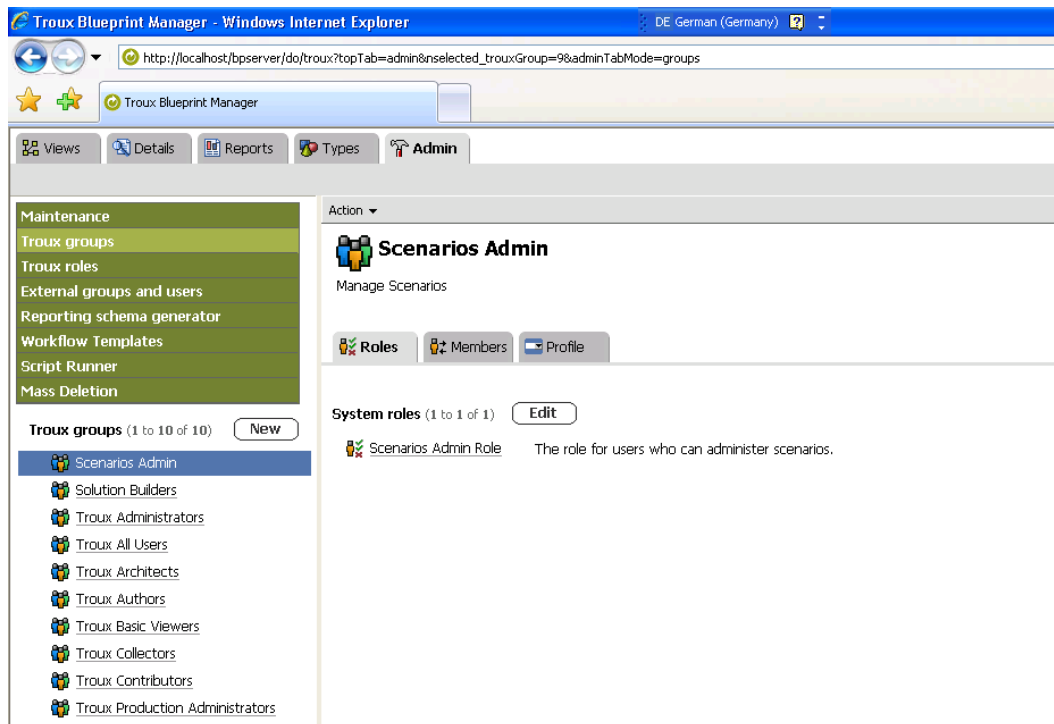 Troux Blueprint Manager - Windows Internet Explorer
DE German (Germany)
http://localhost/bpserver/do/troux?topTab=admin&nselected_trouxGroup=9&adminTabMode=groups
Troux Blueprint Manager
Views Details Reports Types Admin
Maintenance
Troux groups
Troux roles
External groups and users
Reporting schema generator
Workflow Templates
Script Runner
Mass Deletion
Troux groups (1 to 10 of 10) New
Scenarios Admin
Solution Builders
Troux Administrators
Troux All Users
Troux Architects
Troux Authors
Troux Basic Viewers
Troux Collectors
Troux Contributors
Troux Production Administrators
Action
Scenarios Admin
Manage Scenarios
Roles Members Profile
System roles (1 to 1 of 1) Edit
Scenarios Admin Role The role for users who can administer scenarios.